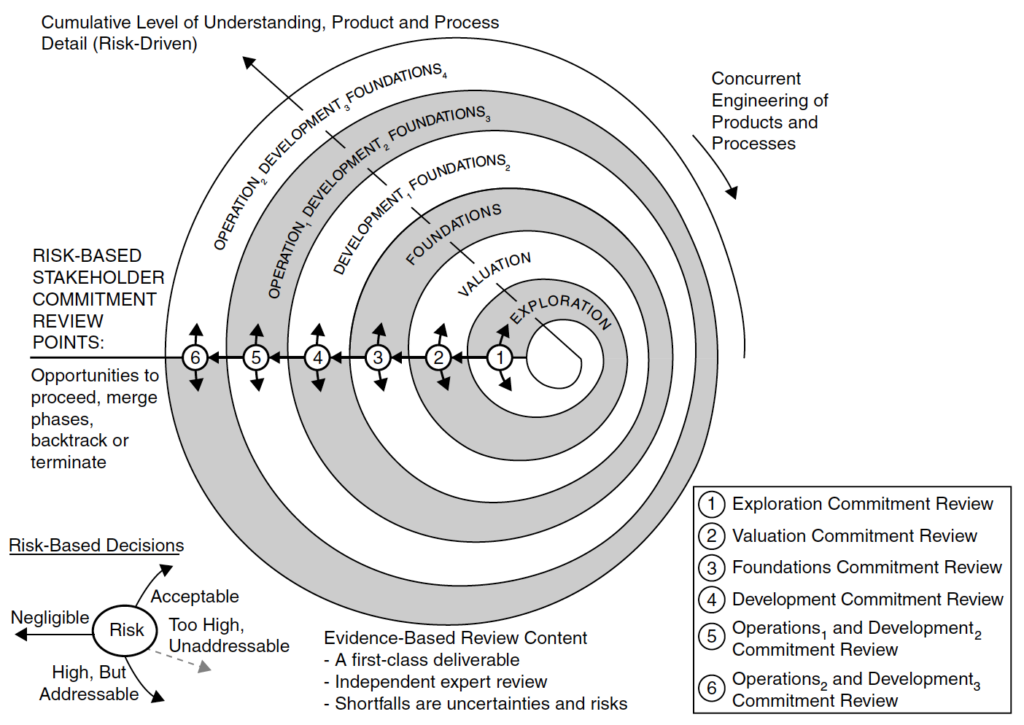 Cumulative Level of Understanding, Product and Process
Detail (Risk-Driven)
Concurrent
Engineering of
Products and
Processes
OPERATION₂ DEVELOPMENT₃ FOUNDATIONS₄
OPERATION₁ DEVELOPMENT₂ FOUNDATIONS₃
DEVELOPMENT₁ FOUNDATIONS₂
FOUNDATIONS
VALUATION
EXPLORATION
RISK-BASED
STAKEHOLDER
COMMITMENT
REVIEW
POINTS:
6 5 4 3 2 1
Opportunities to
proceed, merge
phases,
backtrack or
terminate
Risk-Based Decisions
Acceptable
Negligible
Risk
Too High,
Unaddressable
High, But
Addressable
Evidence-Based Review Content
- A first-class deliverable
- Independent expert review
- Shortfalls are uncertainties and risks
1 Exploration Commitment Review
2 Valuation Commitment Review
3 Foundations Commitment Review
4 Development Commitment Review
5 Operations₁ and Development₂
Commitment Review
6 Operations₂ and Development₃
Commitment Review